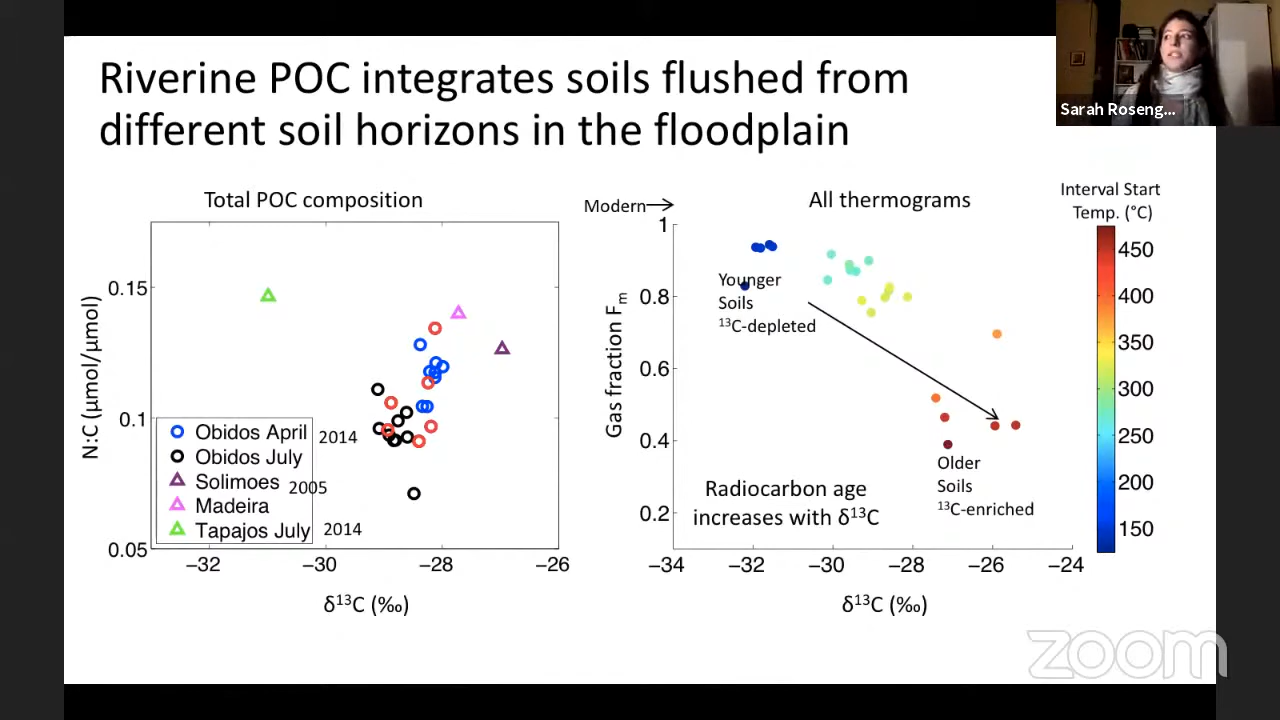 Riverine POC integrates soils flushed from
different soil horizons in the floodplain
Sarah Roseng...
Total POC composition
N:C (μmol/μmol)
0.15
0.1
0.05
Obidos April 2014
Obidos July
Solimoes 2005
Madeira
Tapajos July 2014
−32 −30 −28 −26
δ¹³C (‰)
Modern→
All thermograms
Gas fraction Fₘ
1
0.8
0.6
0.4
0.2
Younger
Soils
¹³C-depleted
Older
Soils
¹³C-enriched
Radiocarbon age
increases with δ¹³C
−34 −32 −30 −28 −26 −24
δ¹³C (‰)
Interval Start
Temp. (°C)
450
400
350
300
250
200
150
zoom